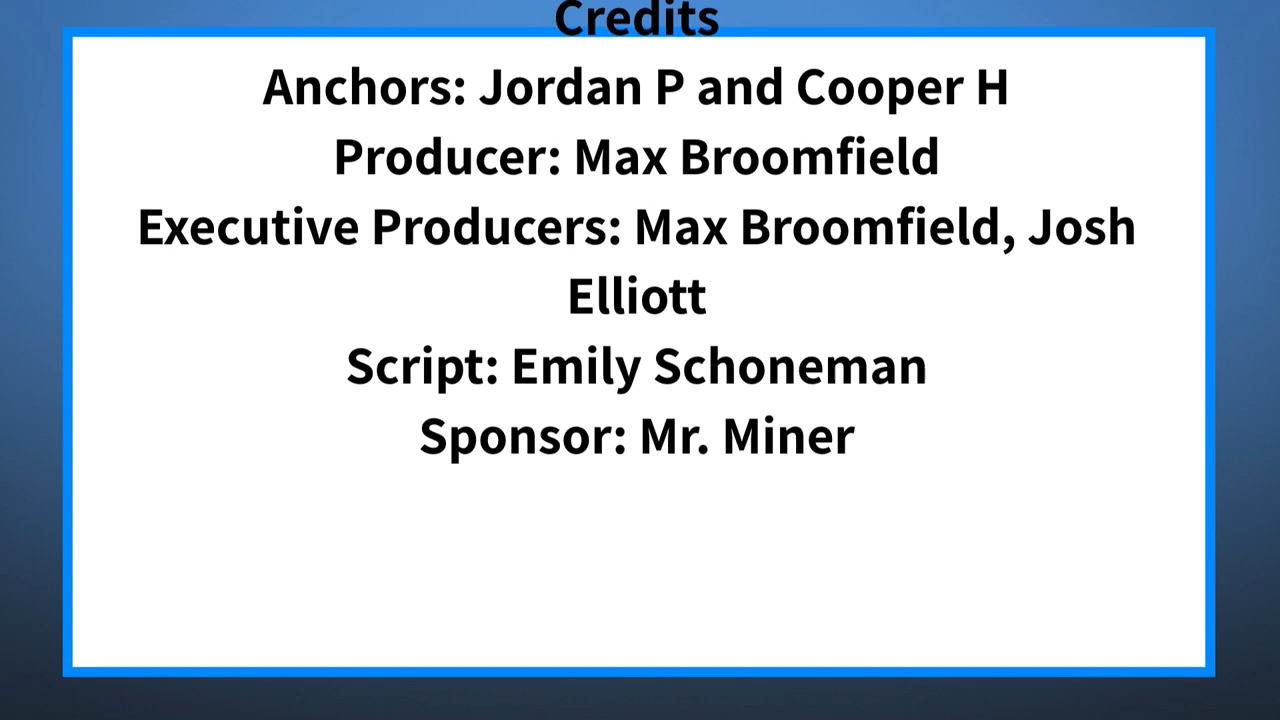 Credits
Anchors: Jordan P and Cooper H
Producer: Max Broomfield
Executive Producers: Max Broomfield, Josh
Elliott
Script: Emily Schoneman
Sponsor: Mr. Miner